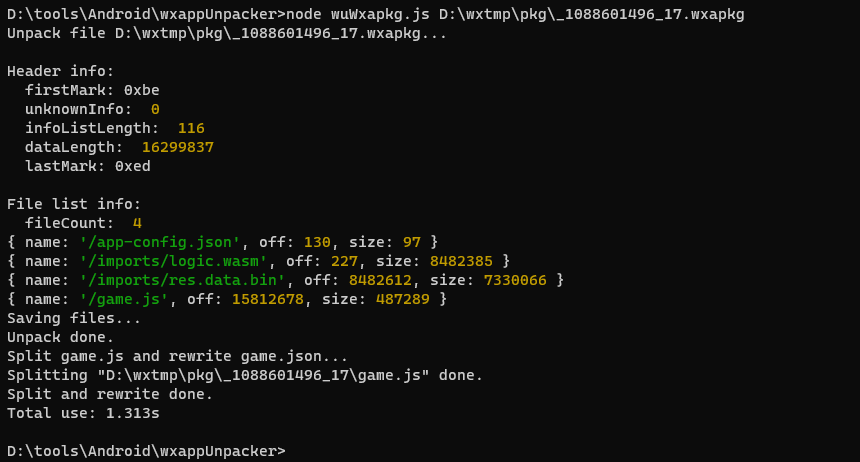 D:\tools\Android\wxappUnpacker>node wuWxapkg.js D:\wxtmp\pkg\_1088601496_17.wxapkg
Unpack file D:\wxtmp\pkg\_1088601496_17.wxapkg...
Header info:
  firstMark: 0xbe
  unknownInfo:  0
  infoListLength:  116
  dataLength:  16299837
  lastMark: 0xed
File list info:
  fileCount:  4
{ name: '/app-config.json', off: 130, size: 97 }
{ name: '/imports/logic.wasm', off: 227, size: 8482385 }
{ name: '/imports/res.data.bin', off: 8482612, size: 7330066 }
{ name: '/game.js', off: 15812678, size: 487289 }
Saving files...
Unpack done.
Split game.js and rewrite game.json...
Splitting "D:\wxtmp\pkg\_1088601496_17\game.js" done.
Split and rewrite done.
Total use: 1.313s
D:\tools\Android\wxappUnpacker>